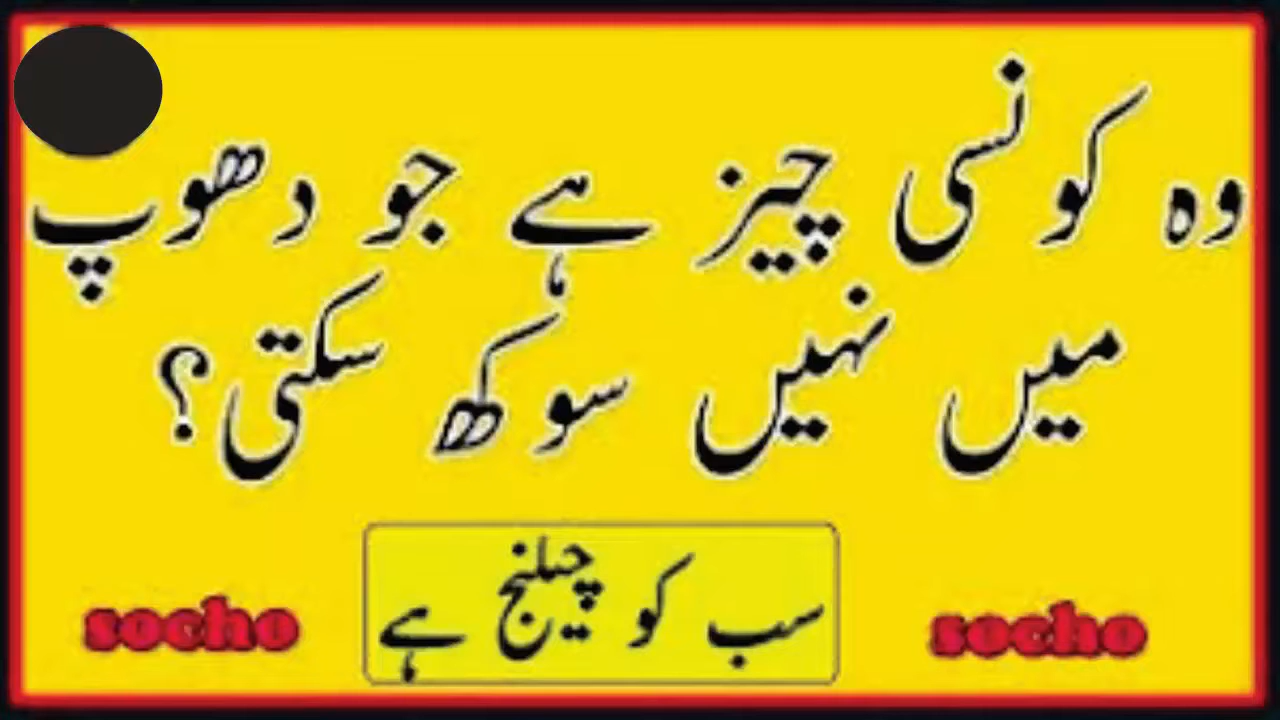 وہ کونسی چیز ہے جو دھوپ
میں نہیں سوکھ سکتی؟
سب کو چیلنج ہے
socho
socho